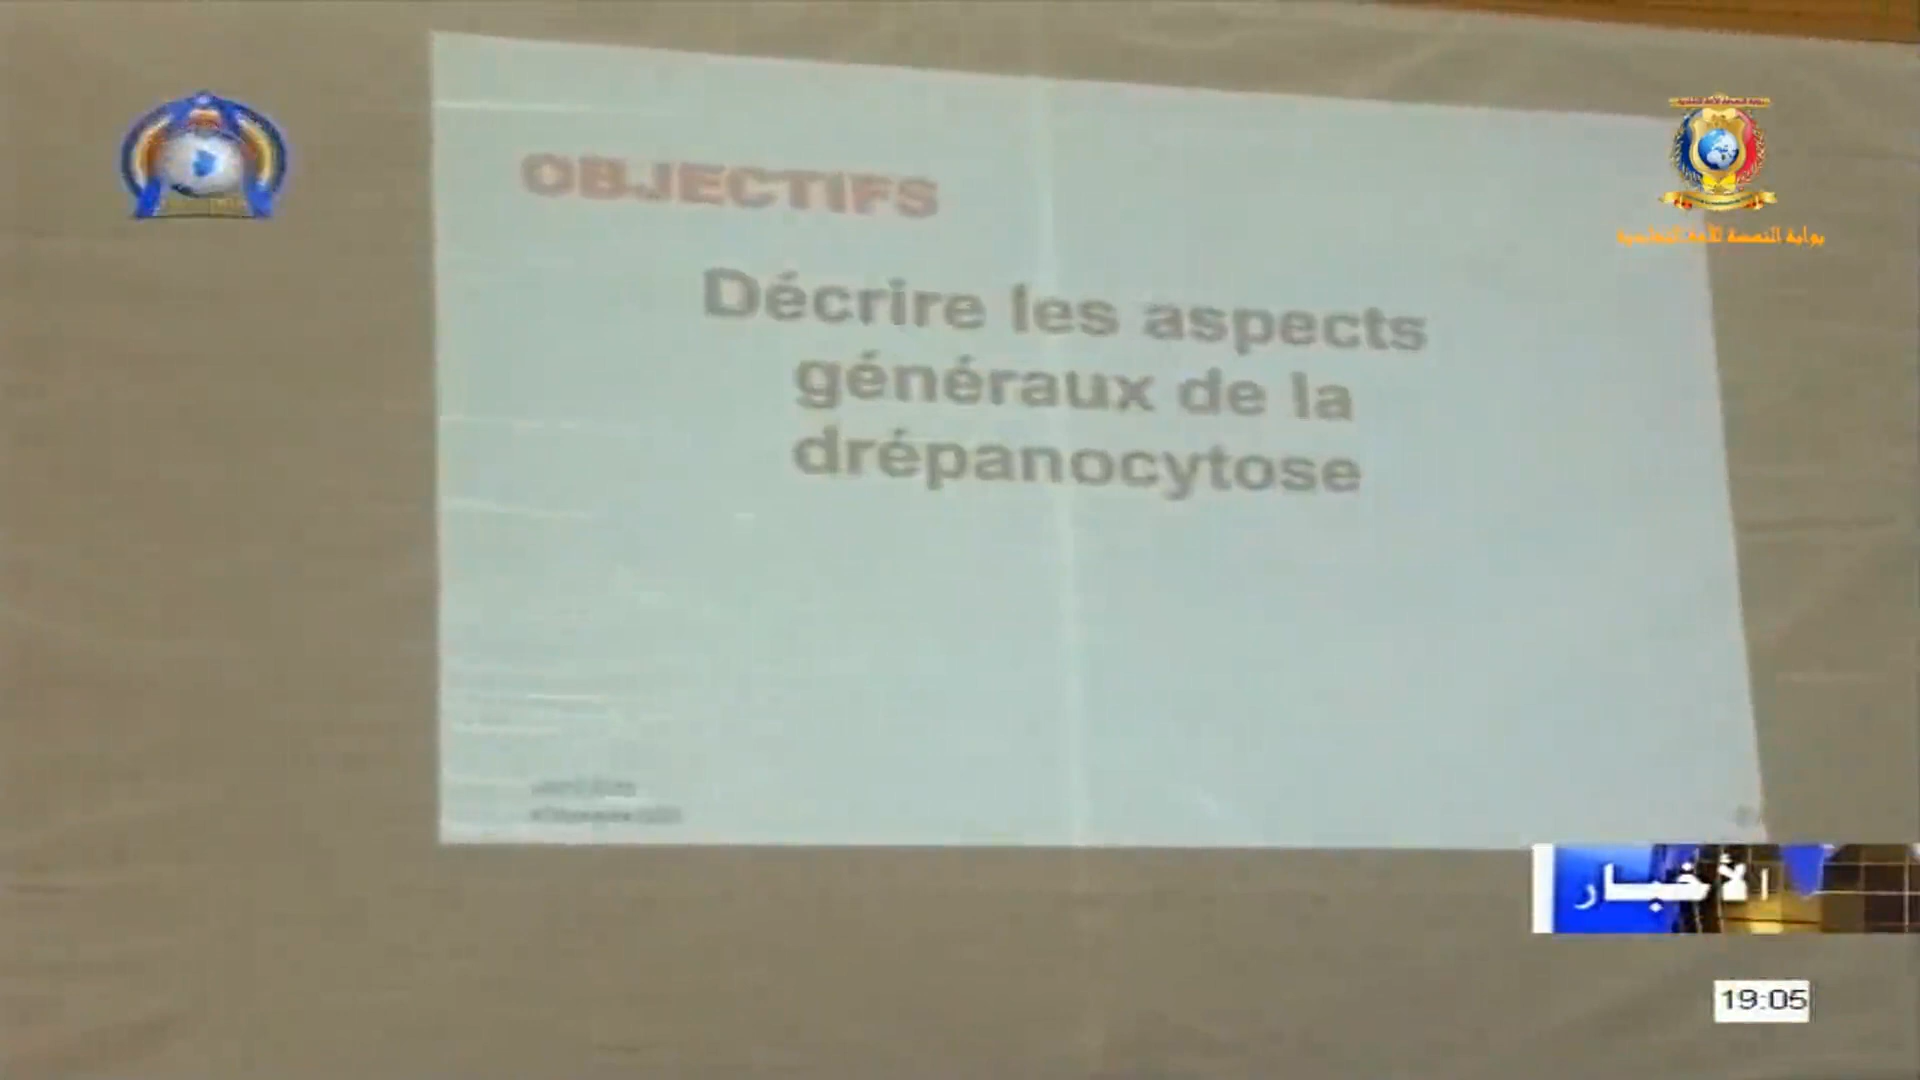 OBJECTIFS
Décrire les aspects
généraux de la
drépanocytose
الأخبار
19:05